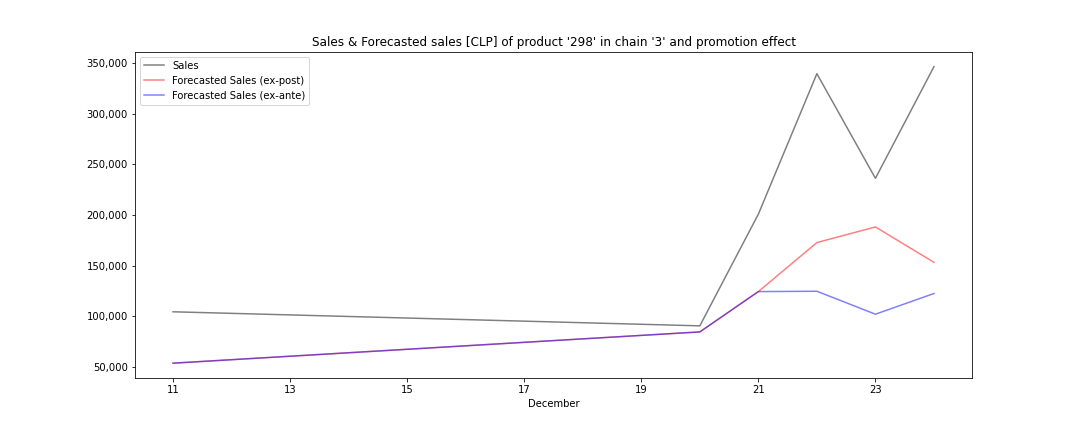 Sales & Forecasted sales [CLP] of product '298' in chain '3' and promotion effect
Sales
Forecasted Sales (ex-post)
Forecasted Sales (ex-ante)
350,000
300,000
250,000
200,000
150,000
100,000
50,000
11 13 15 17 19 21 23
December